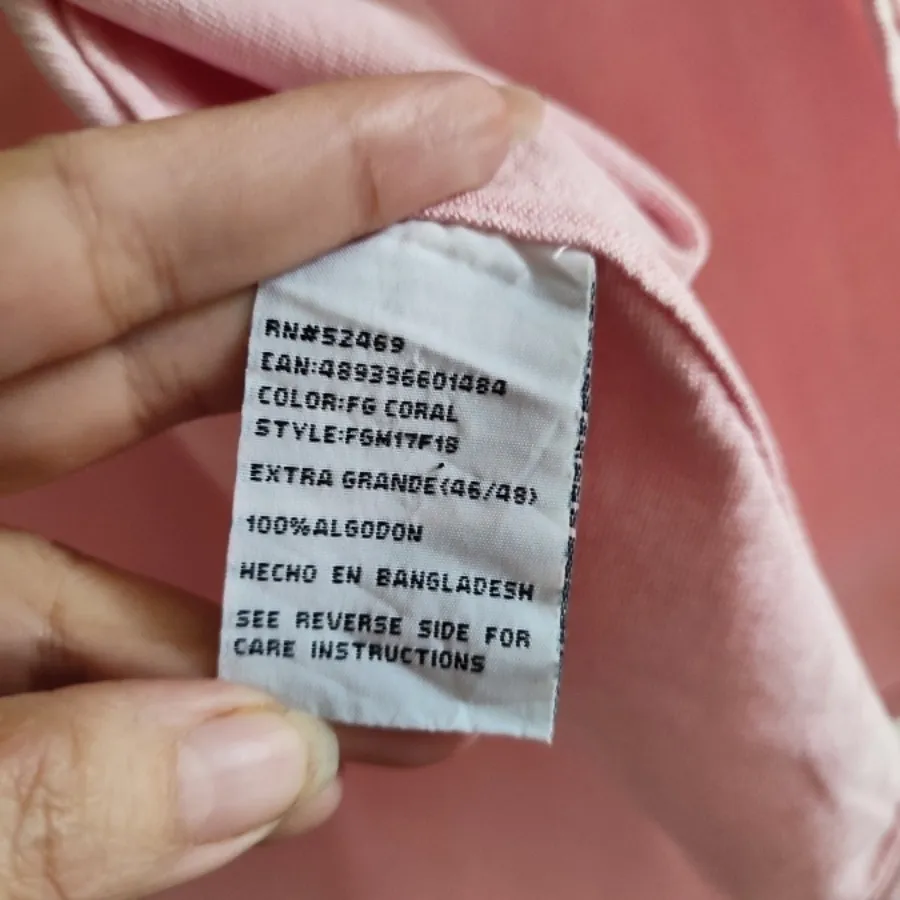 RN#52469
EAN:489396601484
COLOR:FG CORAL
STYLE:FGM17F18
EXTRA GRANDE(46/48)
100%ALGODON
HECHO EN BANGLADESH
SEE REVERSE SIDE FOR
CARE INSTRUCTIONS